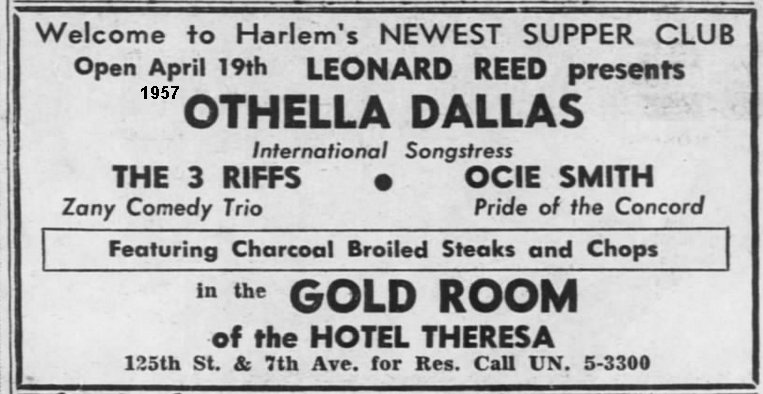 Welcome to Harlem's NEWEST SUPPER CLUB
Open April 19th LEONARD REED presents
1957
OTHELLA DALLAS
International Songstress
THE 3 RIFFS • OCIE SMITH
Zany Comedy Trio Pride of the Concord
Featuring Charcoal Broiled Steaks and Chops
in the GOLD ROOM
of the HOTEL THERESA
125th St. & 7th Ave. for Res. Call UN. 5-3300